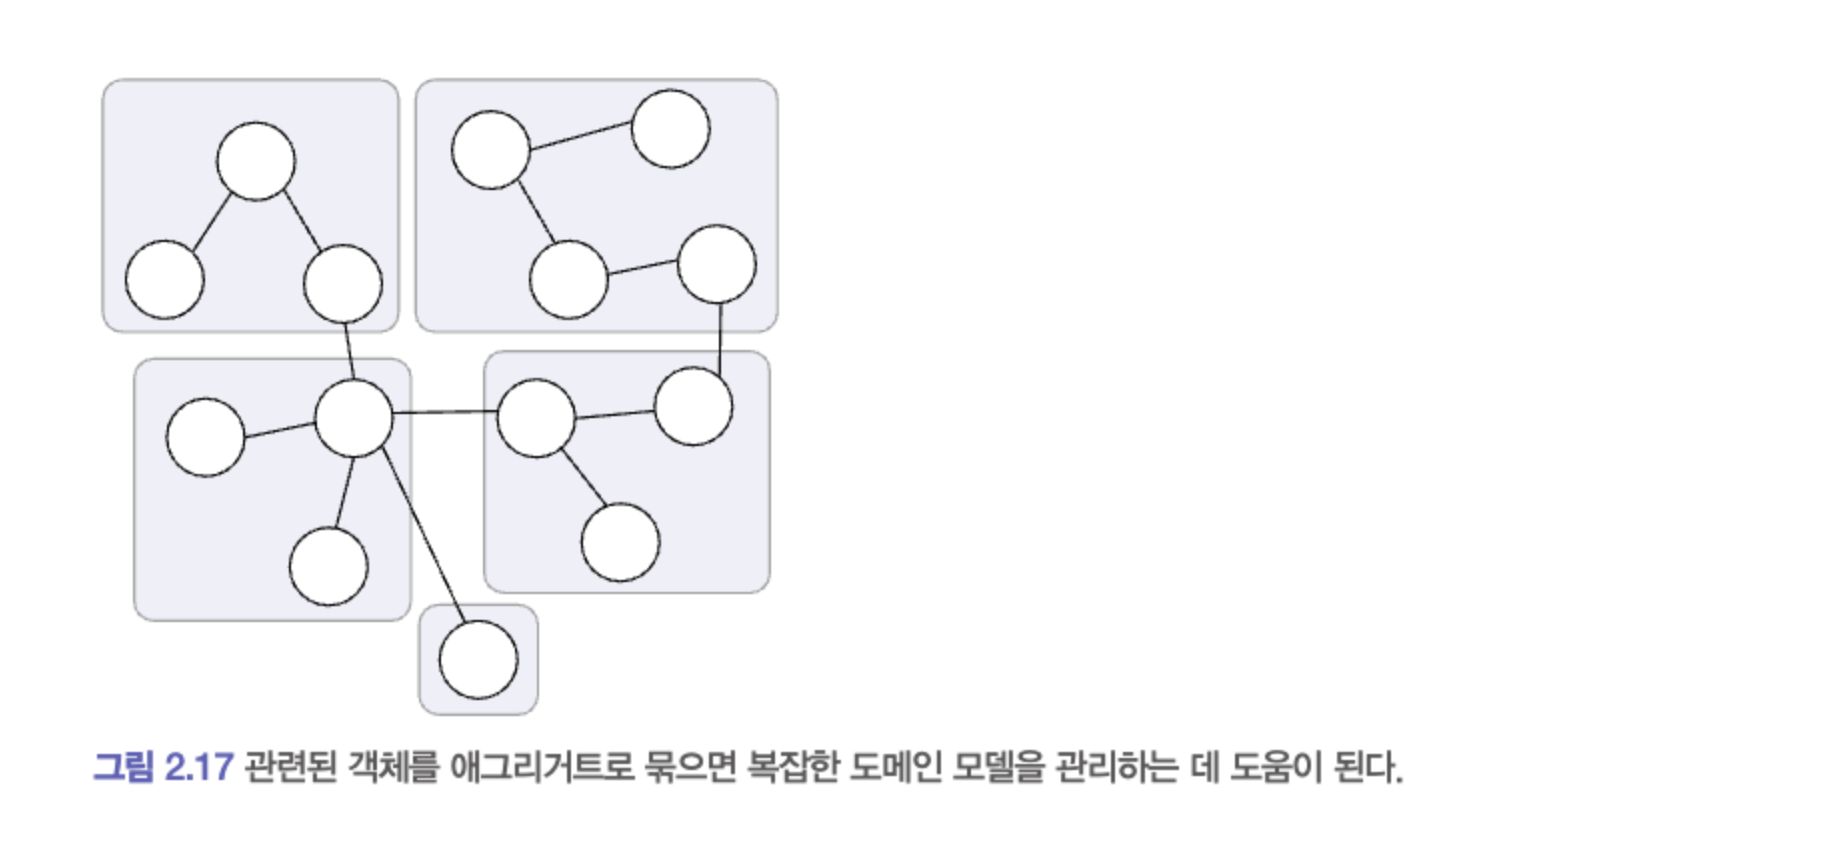 그림 2.17 관련된 객체를 애그리거트로 묶으면 복잡한 도메인 모델을 관리하는 데 도움이 된다.